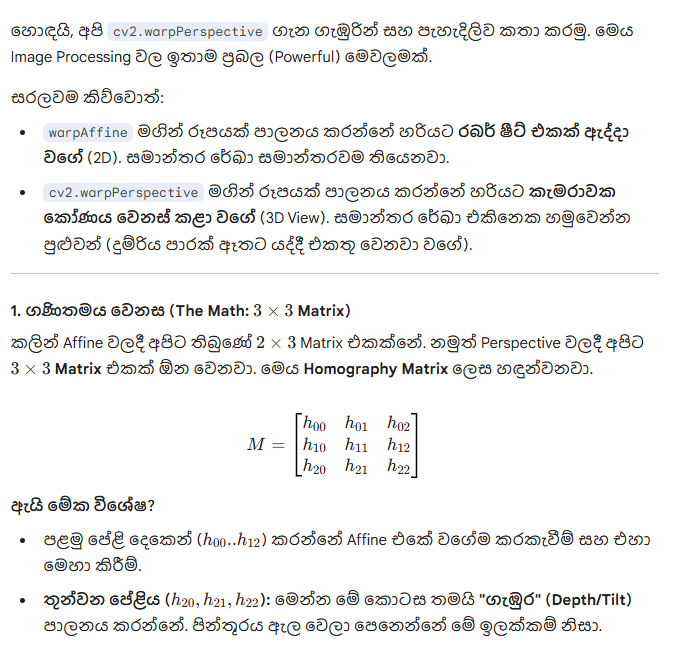 හොඳයි, අපි cv2.warpPerspective ගැන ගැඹුරින් සහ පැහැදිලිව කතා කරමු. මෙය
Image Processing වල ඉතාම ප්‍රබල (Powerful) මෙවලමක්.
සරලවම කිව්වොත්:
• warpAffine මගින් රූපයක් පාලනය කරන්නේ හරියට රබර් ෂීට් එකක් ඇද්දා
වගේ (2D). සමාන්තර රේඛා සමාන්තරවම තියෙනවා.
• cv2.warpPerspective මගින් රූපයක් පාලනය කරන්නේ හරියට කැමරාවක
කෝණය වෙනස් කළා වගේ (3D View). සමාන්තර රේඛා එකිනෙක හමුවෙන්න
පුළුවන් (දුම්රිය පාරක් ඈතට යද්දී එකතු වෙනවා වගේ).
1. ගණිතමය වෙනස (The Math: 3 × 3 Matrix)
කලින් Affine වලදී අපිට තිබුණේ 2 × 3 Matrix එකක්නේ. නමුත් Perspective වලදී අපිට
3 × 3 Matrix එකක් ඕන වෙනවා. මෙය Homography Matrix ලෙස හඳුන්වනවා.
h₀₀ h₀₁ h₀₂
M = h₁₀ h₁₁ h₁₂
h₂₀ h₂₁ h₂₂
ඇයි මේක විශේෂ?
• පළමු පේළි දෙකෙන් (h₀₀..h₁₂) කරන්නේ Affine එකේ වගේම කරකැවීම් සහ එහා
මෙහා කිරීම්.
• තුන්වන පේළිය (h₂₀, h₂₁, h₂₂): මෙන්න මේ කොටස තමයි "ගැඹුර" (Depth/Tilt)
පාලනය කරන්නේ. පින්තූරය ඇල වෙලා පෙනෙන්නේ මේ ඉලක්කම් නිසා.